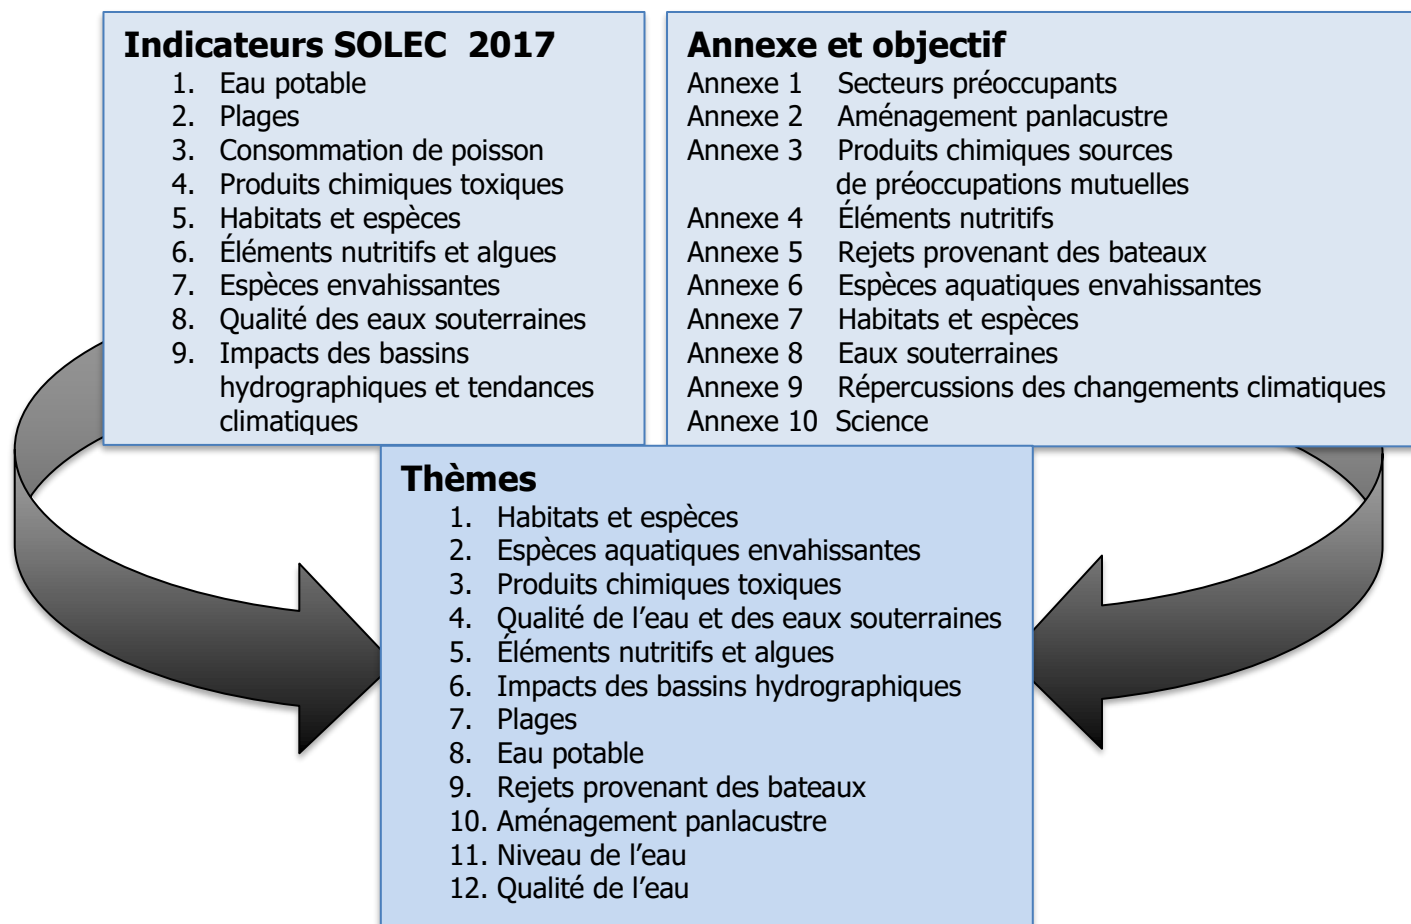 Indicateurs SOLEC 2017
1. Eau potable
2. Plages
3. Consommation de poisson
4. Produits chimiques toxiques
5. Habitats et espèces
6. Éléments nutritifs et algues
7. Espèces envahissantes
8. Qualité des eaux souterraines
9. Impacts des bassins
hydrographiques et tendances
climatiques
Annexe et objectif
Annexe 1 Secteurs préoccupants
Annexe 2 Aménagement panlacustre
Annexe 3 Produits chimiques sources
de préoccupations mutuelles
Annexe 4 Éléments nutritifs
Annexe 5 Rejets provenant des bateaux
Annexe 6 Espèces aquatiques envahissantes
Annexe 7 Habitats et espèces
Annexe 8 Eaux souterraines
Annexe 9 Répercussions des changements climatiques
Annexe 10 Science
Thèmes
1. Habitats et espèces
2. Espèces aquatiques envahissantes
3. Produits chimiques toxiques
4. Qualité de l’eau et des eaux souterraines
5. Éléments nutritifs et algues
6. Impacts des bassins hydrographiques
7. Plages
8. Eau potable
9. Rejets provenant des bateaux
10. Aménagement panlacustre
11. Niveau de l’eau
12. Qualité de l’eau